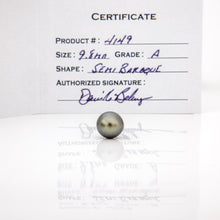 CERTIFICATE
PRODUCT #: 4149
SIZE: 9.8MM GRADE: A
SHAPE: SEMI BAROQUE
AUTHORIZED SIGNATURE: